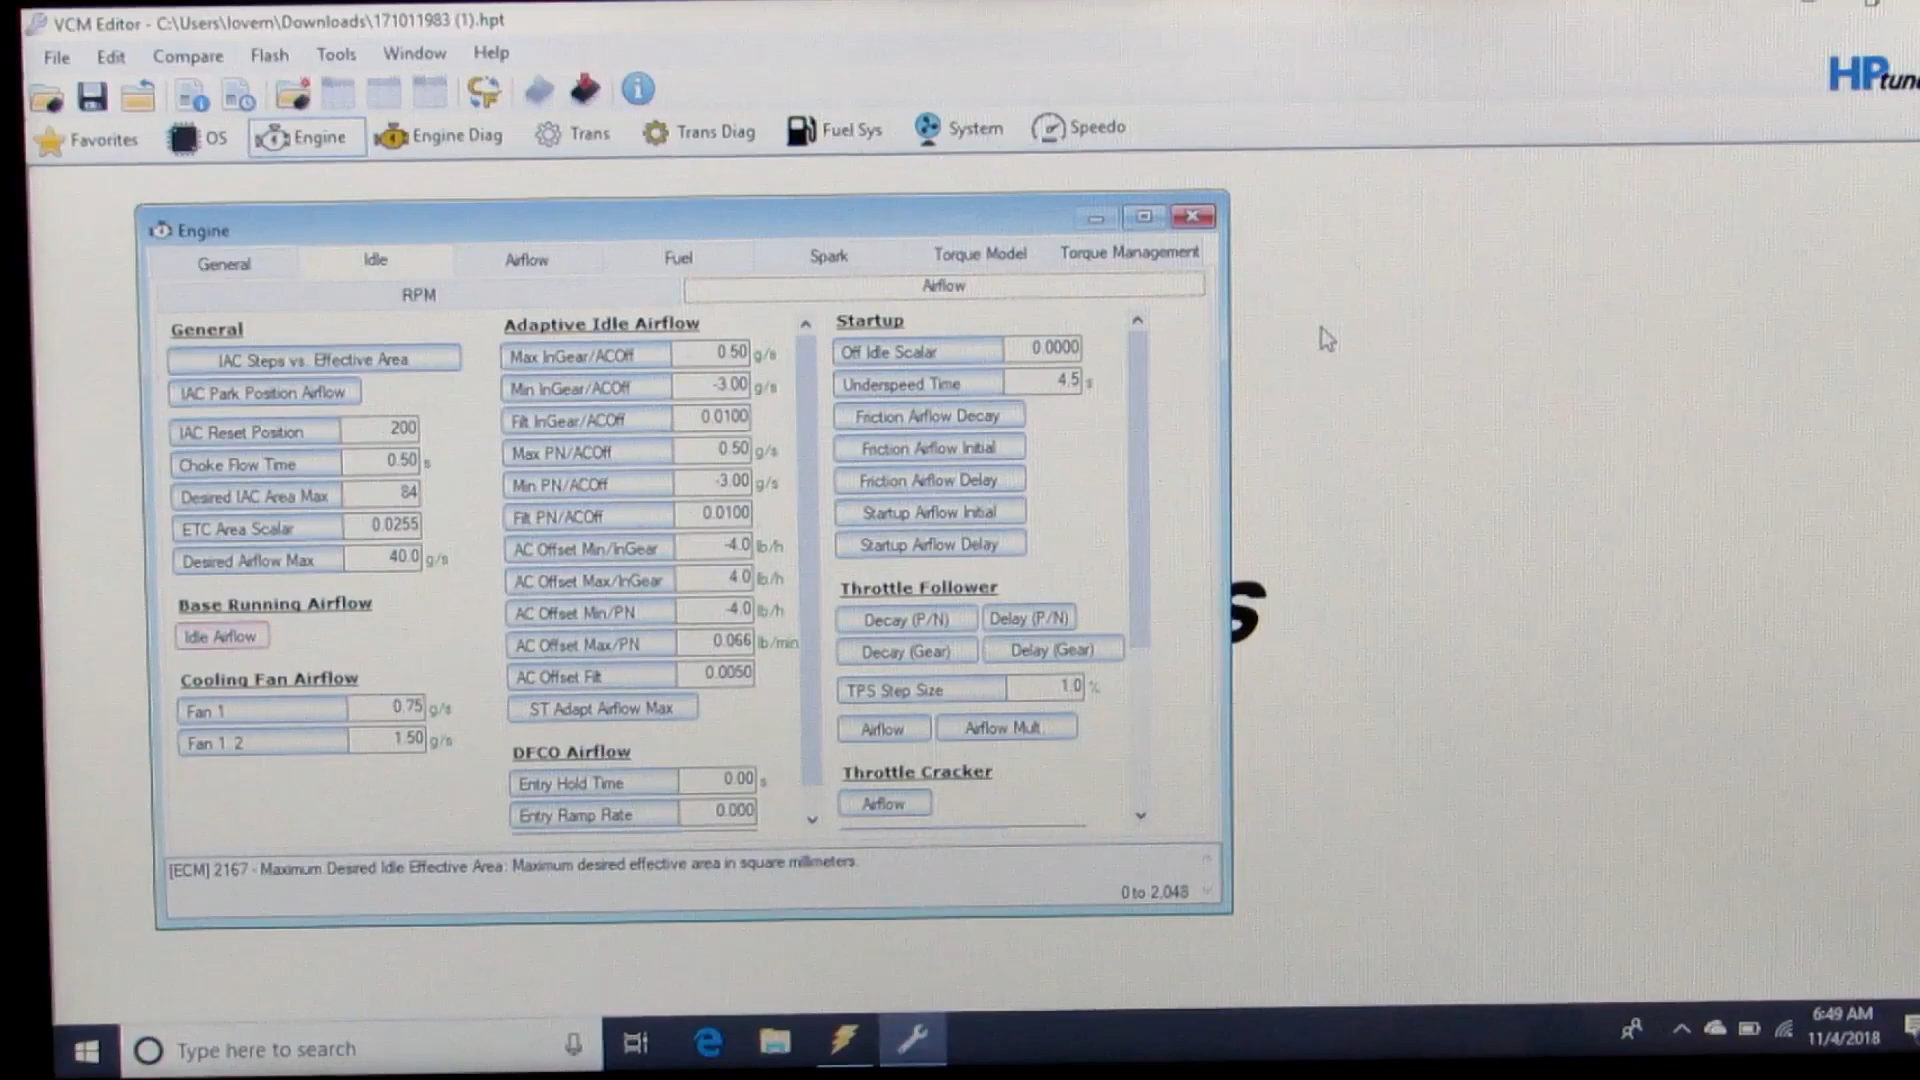 VCM Editor - C:\Users\lovern\Downloads\171011983 (1).hpt
File Edit Compare Flash Tools Window Help
HP tune
Favorites OS Engine Engine Diag Trans Trans Diag Fuel Sys System Speedo
Engine
General Idle Airflow Fuel Spark Torque Model Torque Management
RPM Airflow
General
IAC Steps vs. Effective Area
IAC Park Position Airflow
IAC Reset Position 200
Choke Flow Time 0.50 s
Desired IAC Area Max 84
ETC Area Scalar 0.0255
Desired Airflow Max 40.0 g/s
Base Running Airflow
Idle Airflow
Cooling Fan Airflow
Fan 1 0.75 g/s
Fan 1 2 1.50 g/s
Adaptive Idle Airflow
Max InGear/ACOff 0.50 g/s
Min InGear/ACOff -3.00 g/s
Filt InGear/ACOff 0.0100
Max PN/ACOff 0.50 g/s
Min PN/ACOff -3.00 g/s
Filt PN/ACOff 0.0100
AC Offset Min/InGear -4.0 lb/h
AC Offset Max/InGear 4.0 lb/h
AC Offset Min/PN -4.0 lb/h
AC Offset Max/PN 0.066 lb/min
AC Offset Filt 0.0050
ST Adapt Airflow Max
DFCO Airflow
Entry Hold Time 0.00 s
Entry Ramp Rate 0.000
Startup
Off Idle Scalar 0.0000
Underspeed Time 4.5 s
Friction Airflow Decay
Friction Airflow Initial
Friction Airflow Delay
Startup Airflow Initial
Startup Airflow Delay
Throttle Follower
Decay (P/N) Delay (P/N)
Decay (Gear) Delay (Gear)
TPS Step Size 1.0 %
Airflow Airflow Mult.
Throttle Cracker
Airflow
s
[ECM] 2167 - Maximum Desired Idle Effective Area: Maximum desired effective area in square millimeters.
0 to 2,048
Type here to search
6:49 AM
11/4/2018